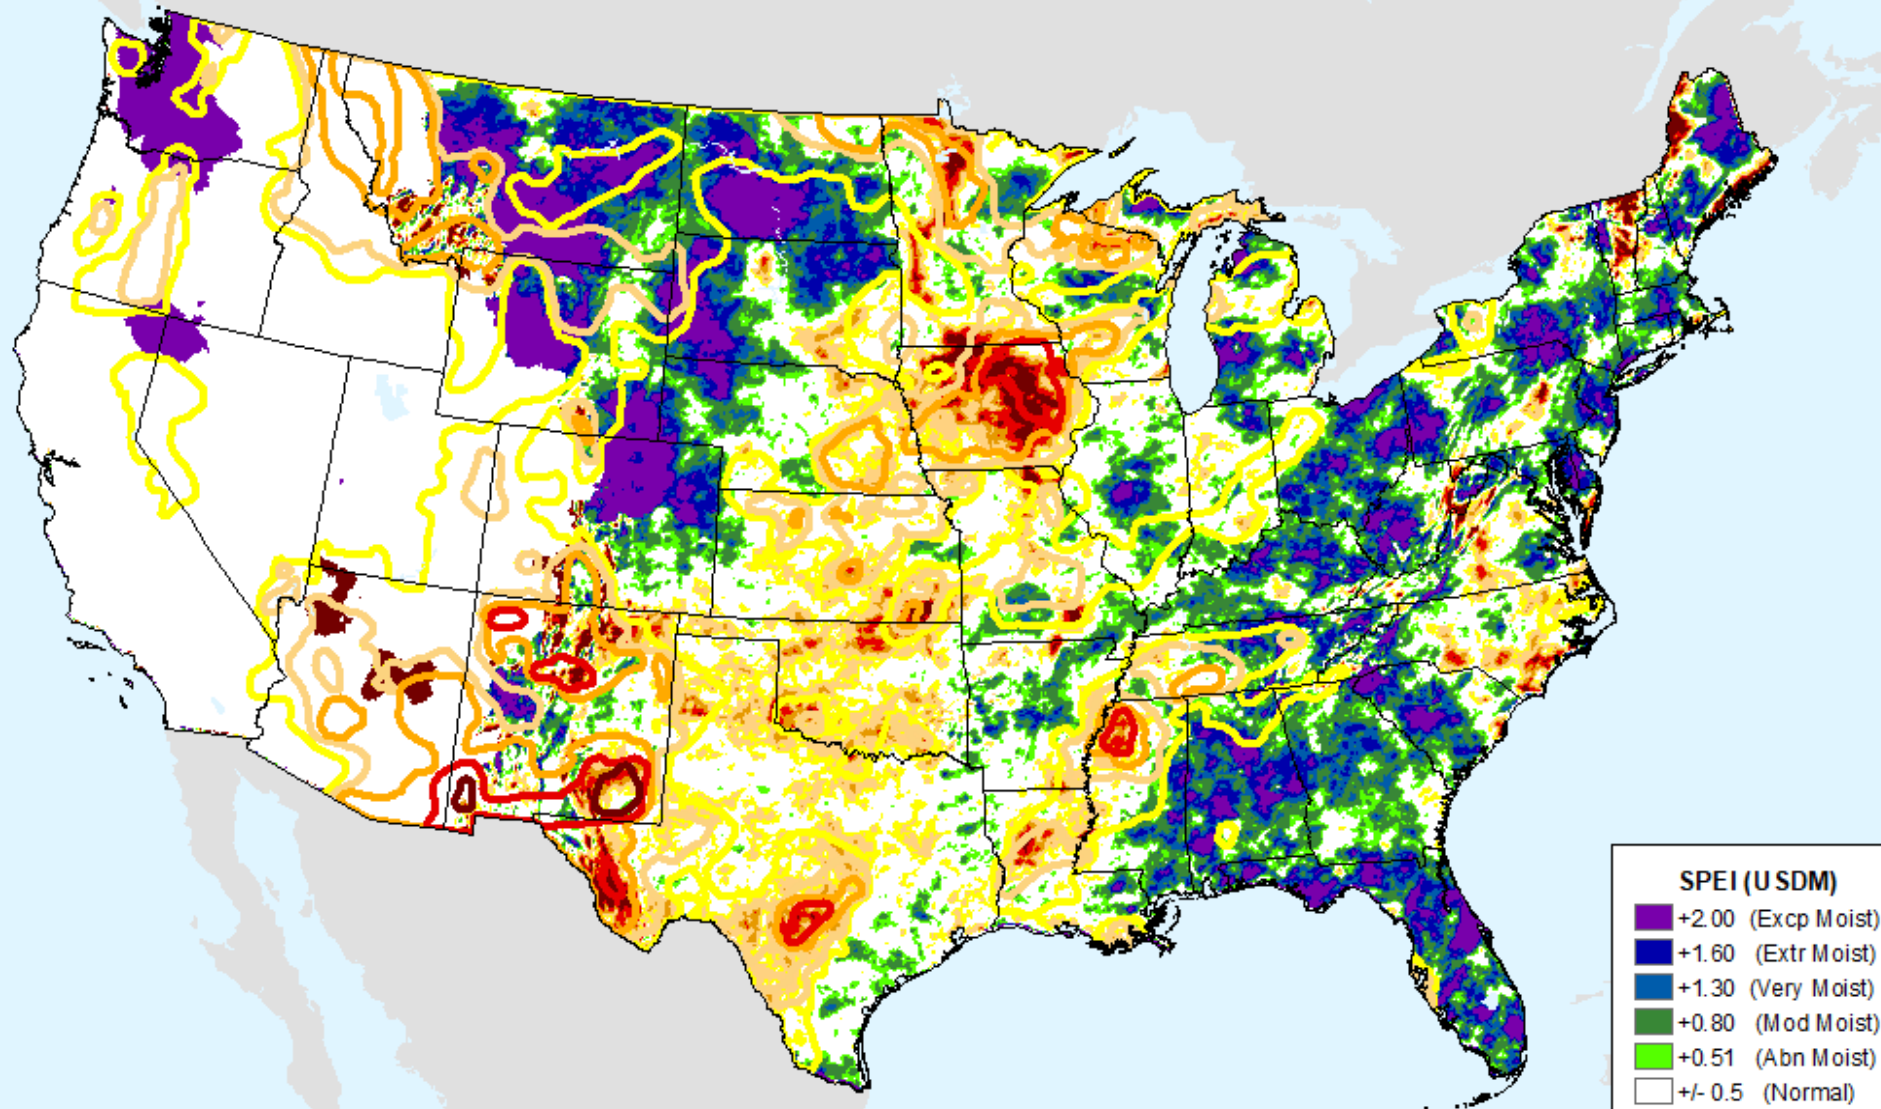 SPEI (USDM)
+2.00 (Excp Moist)
+1.60 (Extr Moist)
+1.30 (Very Moist)
+0.80 (Mod Moist)
+0.51 (Abn Moist)
+/- 0.5 (Normal)